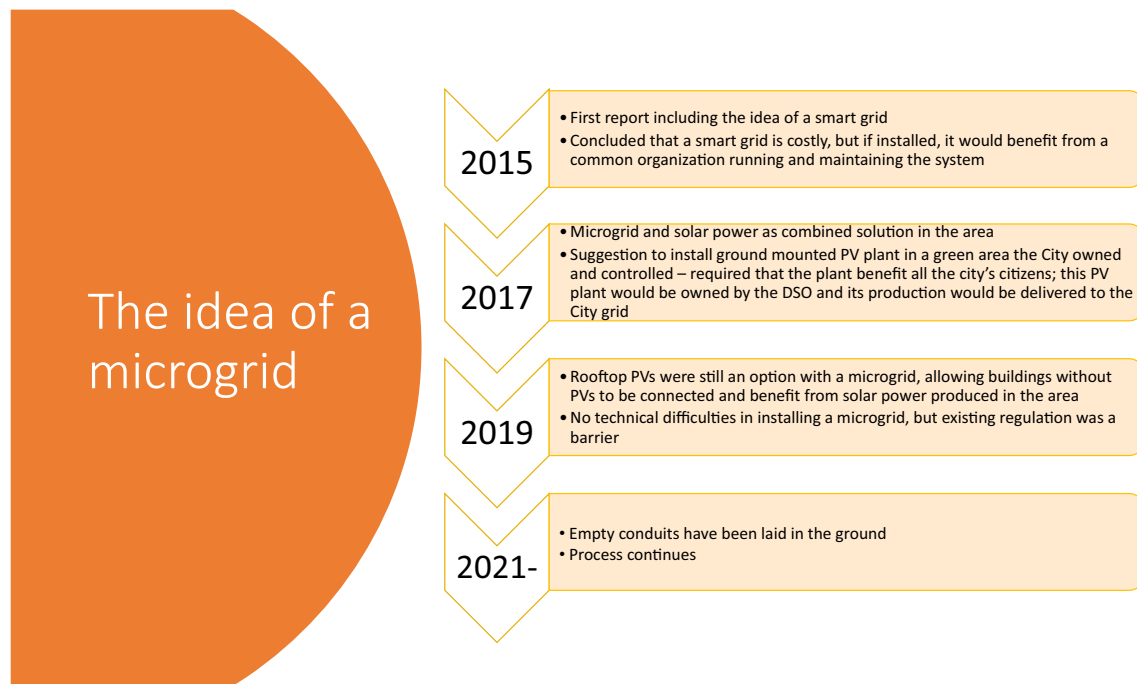 The idea of a
microgrid
2015
• First report including the idea of a smart grid
• Concluded that a smart grid is costly, but if installed, it would benefit from a
common organization running and maintaining the system
2017
• Microgrid and solar power as combined solution in the area
• Suggestion to install ground mounted PV plant in a green area the City owned
and controlled – required that the plant benefit all the city's citizens; this PV
plant would be owned by the DSO and its production would be delivered to the
City grid
2019
• Rooftop PVs were still an option with a microgrid, allowing buildings without
PVs to be connected and benefit from solar power produced in the area
• No technical difficulties in installing a microgrid, but existing regulation was a
barrier
2021-
• Empty conduits have been laid in the ground
• Process continues